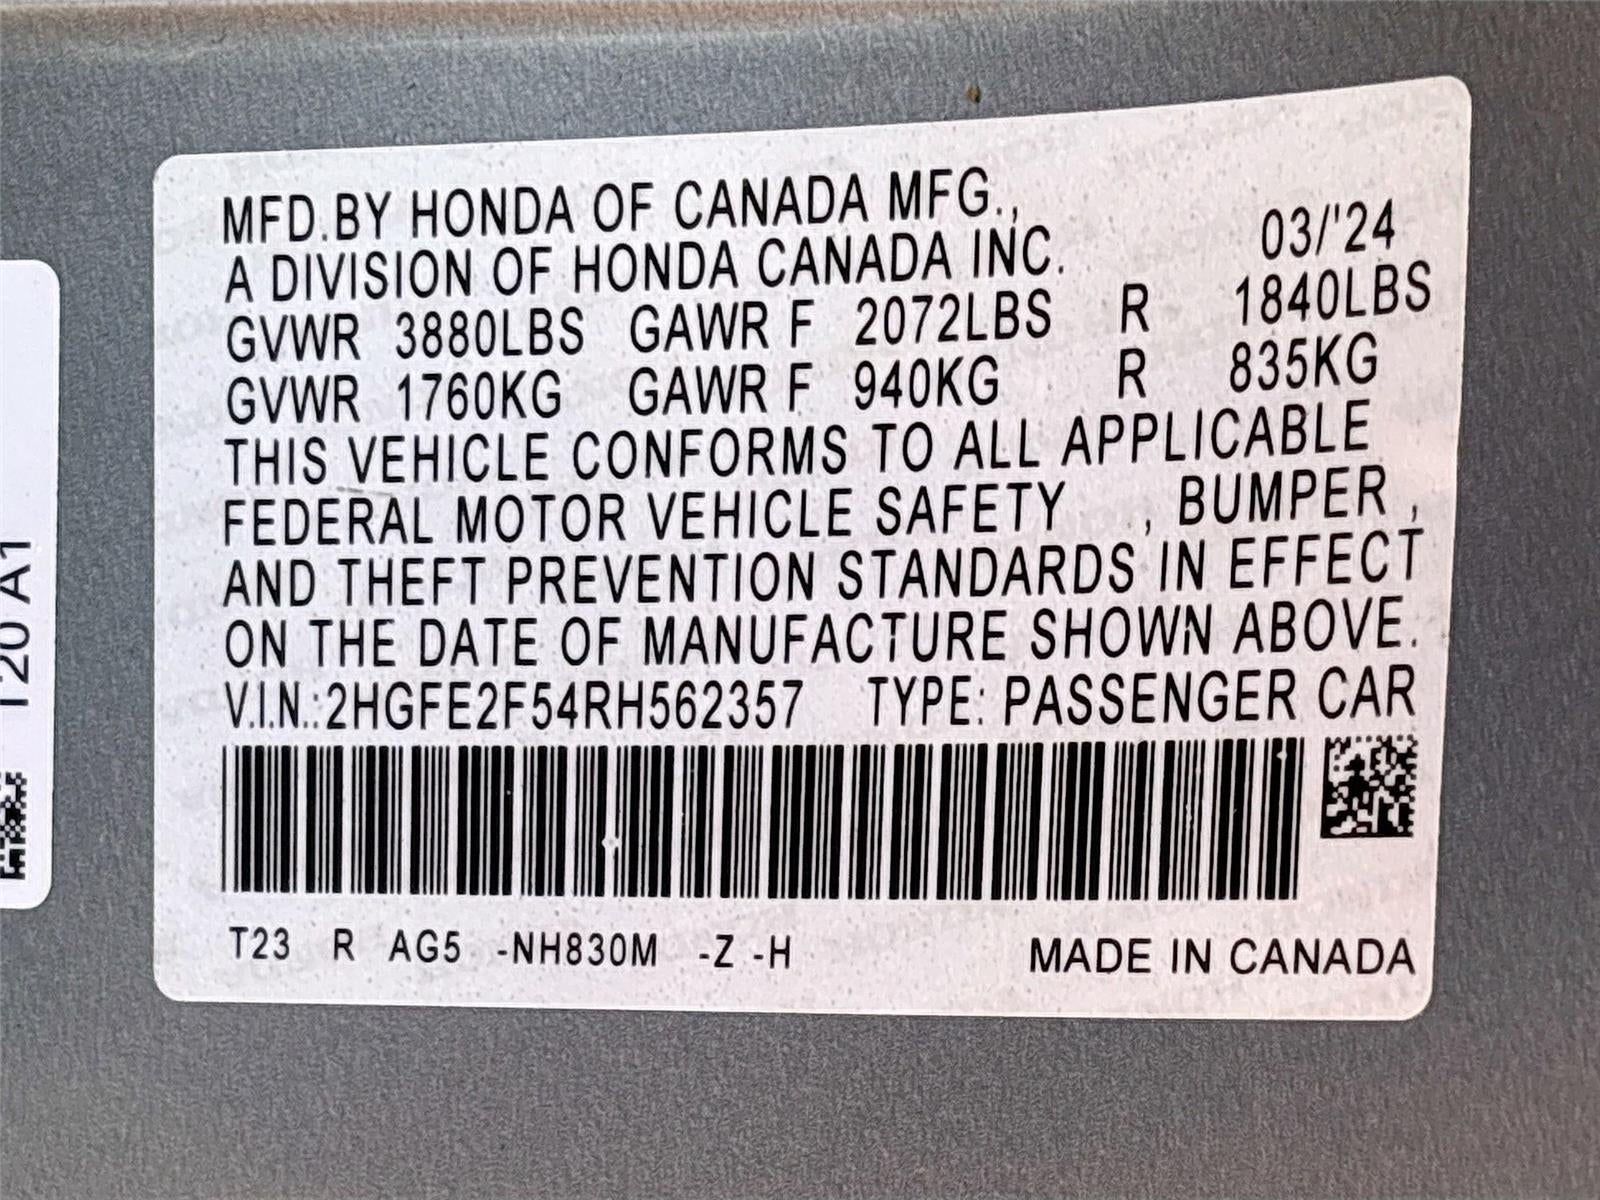 MFD.BY HONDA OF CANADA MFG.,
A DIVISION OF HONDA CANADA INC. 03/'24
GVWR 3880LBS GAWR F 2072LBS R 1840LBS
GVWR 1760KG GAWR F 940KG R 835KG
THIS VEHICLE CONFORMS TO ALL APPLICABLE
FEDERAL MOTOR VEHICLE SAFETY , BUMPER ,
AND THEFT PREVENTION STANDARDS IN EFFECT
ON THE DATE OF MANUFACTURE SHOWN ABOVE.
V.I.N.:2HGFE2F54RH562357 TYPE: PASSENGER CAR
T23 R AG5 -NH830M -Z -H MADE IN CANADA
T20 A1